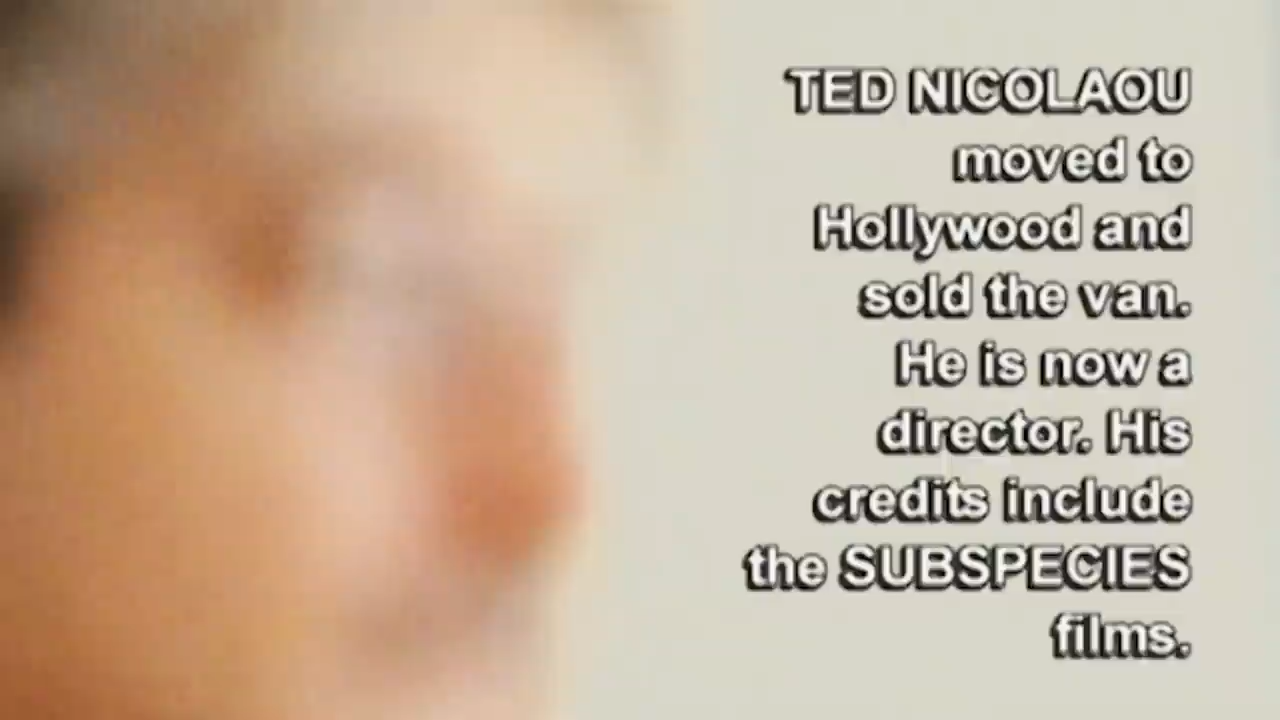 TED NICOLAOU
moved to
Hollywood and
sold the van.
He is now a
director. His
credits include
the SUBSPECIES
films.